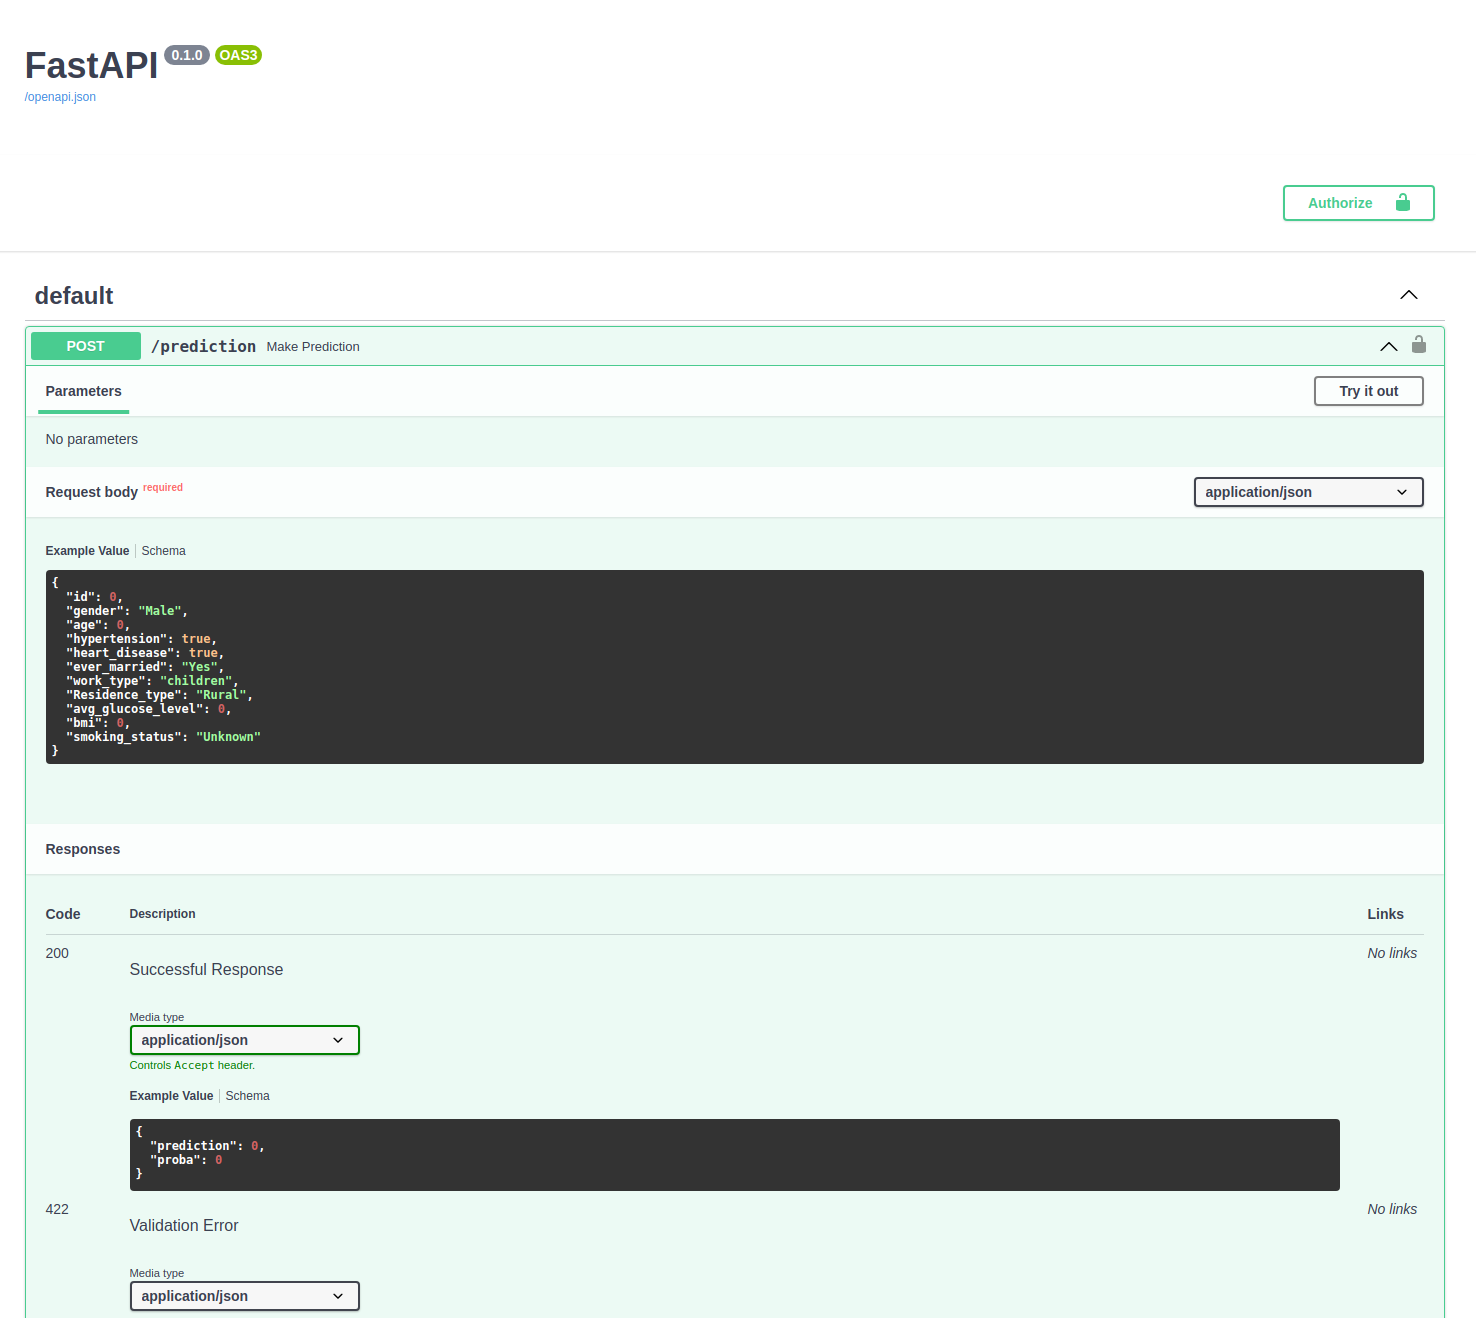 FastAPI 0.1.0 OAS3
/openapi.json
Authorize
default
POST /prediction Make Prediction
Parameters Try it out
No parameters
Request body required application/json
Example Value Schema
{
  "id": 0,
  "gender": "Male",
  "age": 0,
  "hypertension": true,
  "heart_disease": true,
  "ever_married": "Yes",
  "work_type": "children",
  "Residence_type": "Rural",
  "avg_glucose_level": 0,
  "bmi": 0,
  "smoking_status": "Unknown"
}
Responses
Code Description Links
200 No links
Successful Response
Media type
application/json
Controls Accept header.
Example Value Schema
{
  "prediction": 0,
  "proba": 0
}
422 No links
Validation Error
Media type
application/json